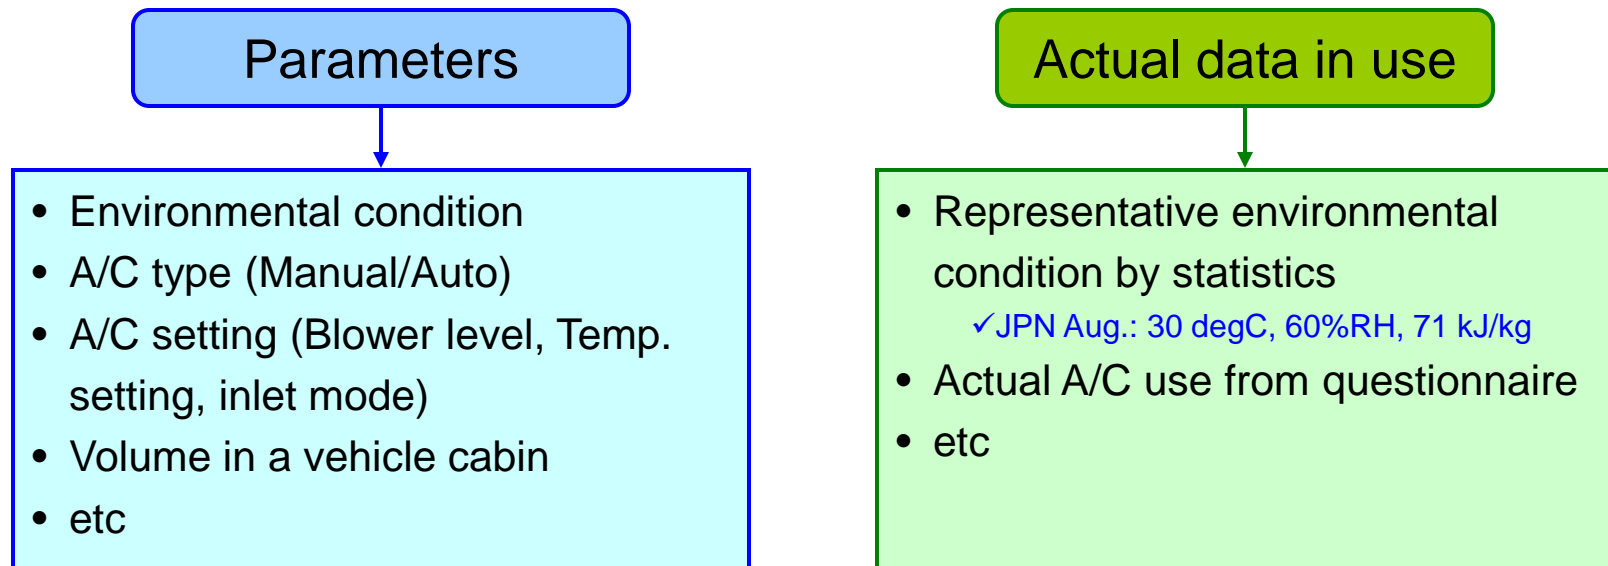 Parameters
• Environmental condition
• A/C type (Manual/Auto)
• A/C setting (Blower level, Temp.
setting, inlet mode)
• Volume in a vehicle cabin
• etc
Actual data in use
• Representative environmental
condition by statistics
✓JPN Aug.: 30 degC, 60%RH, 71 kJ/kg
• Actual A/C use from questionnaire
• etc